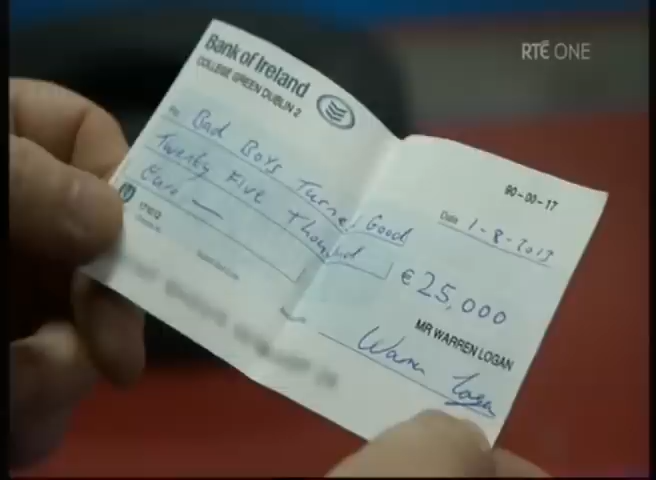 RTÉ ONE
Bank of Ireland
COLLEGE GREEN DUBLIN 2
90-00-17
Date 1-8-2013
Bad Boys Turned Good
Twenty Five Thousand
Euro —
€25,000
MR WARREN LOGAN
Warren Logan